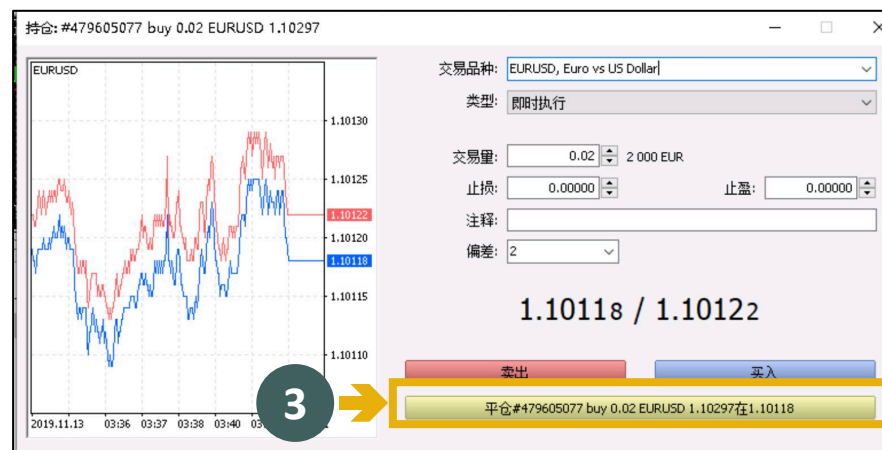 持仓: #479605077 buy 0.02 EURUSD 1.10297
EURUSD
1.10130
1.10125
1.10122
1.10120
1.10118
1.10115
1.10110
2019.11.13 03:36 03:37 03:38 03:40
交易品种: EURUSD, Euro vs US Dollar
类型: 即时执行
交易量: 0.02 2 000 EUR
止损: 0.00000 止盈: 0.00000
注释:
偏差: 2
1.10118 / 1.10122
卖出 买入
3
平仓#479605077 buy 0.02 EURUSD 1.10297在1.10118